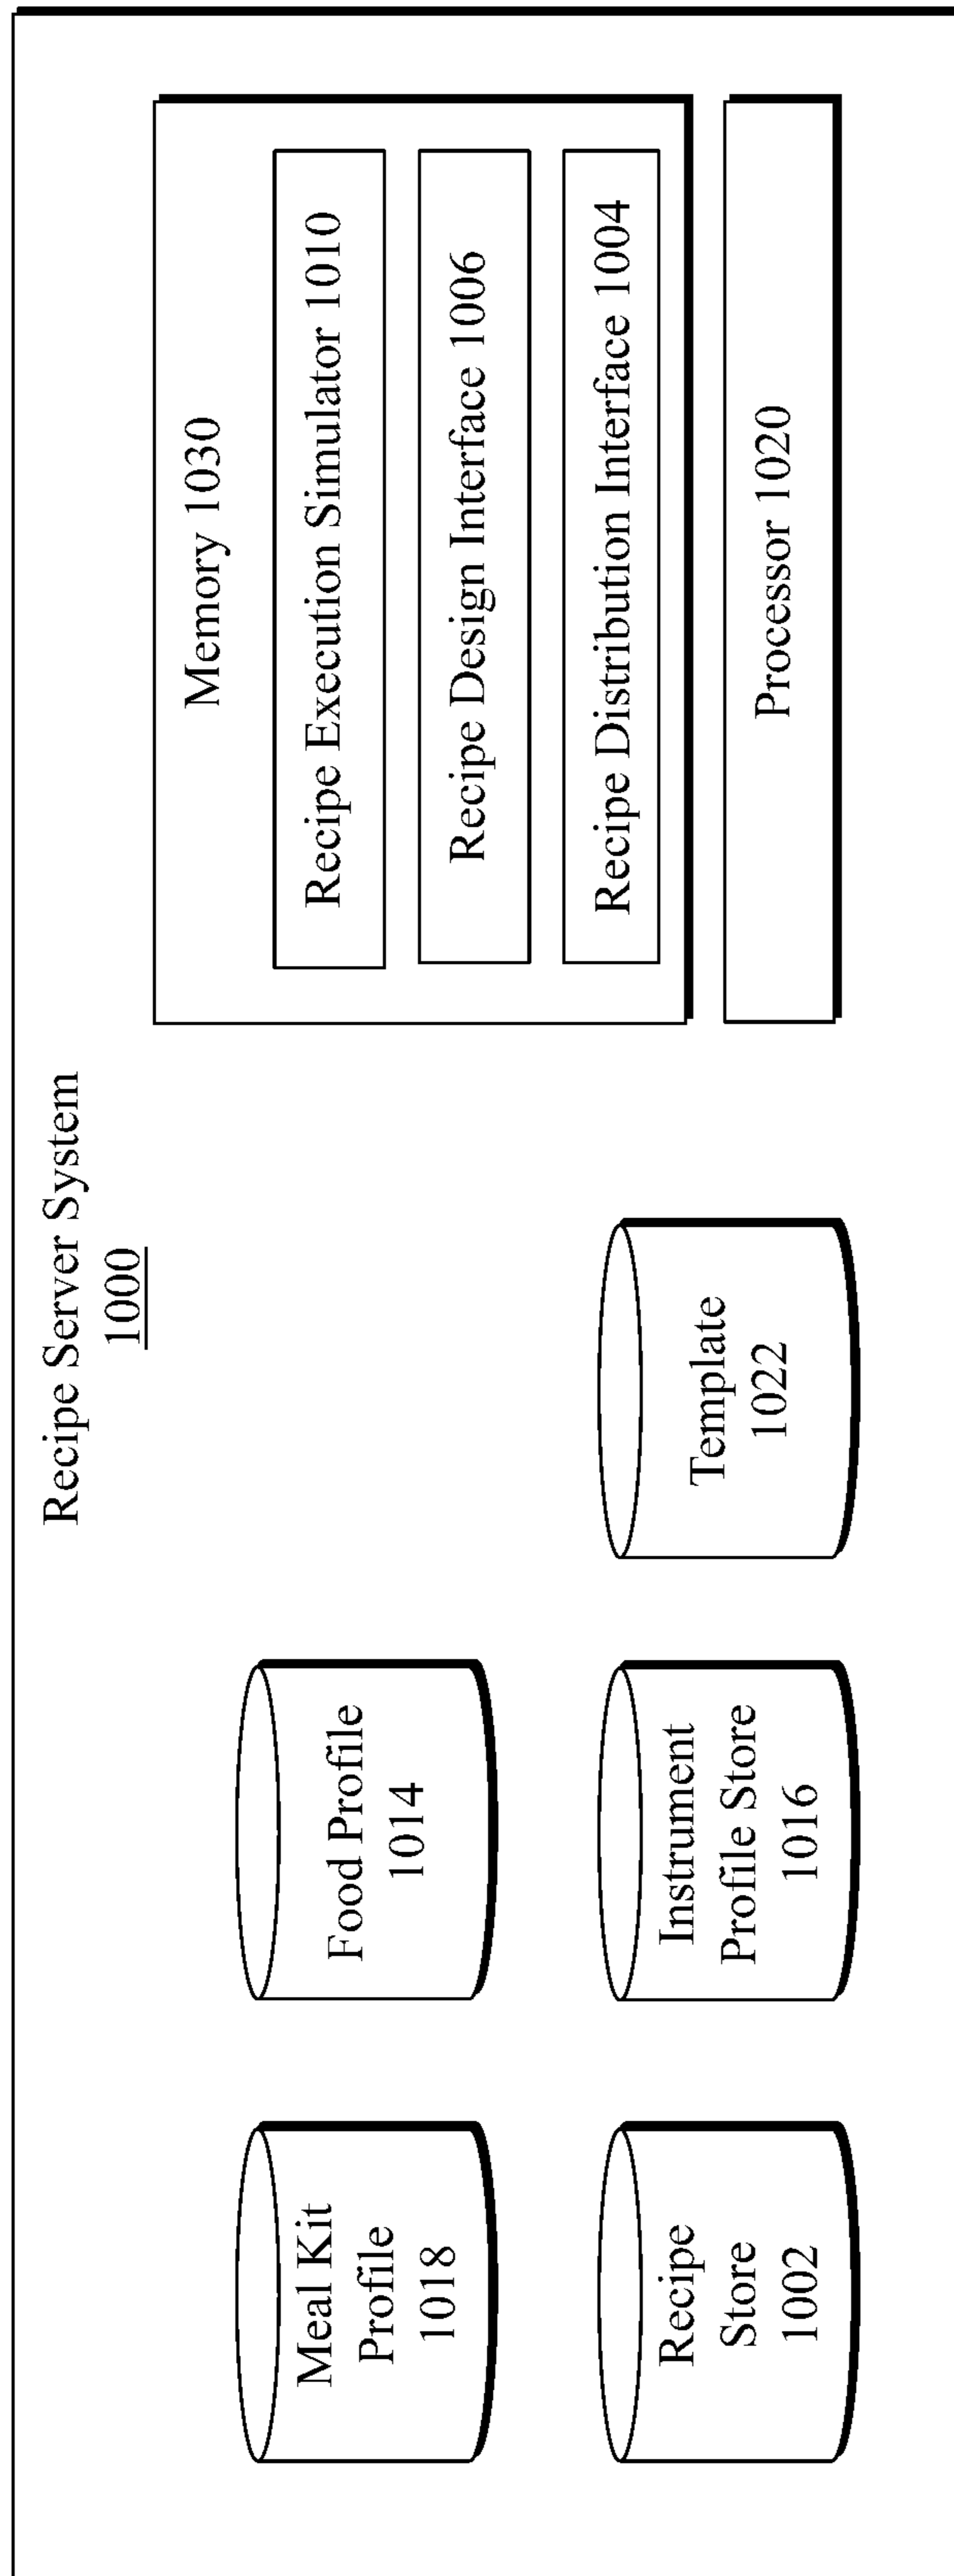 Recipe Server System
1000
Meal Kit
Profile
1018
Food Profile
1014
Recipe
Store
1002
Instrument
Profile Store
1016
Template
1022
Memory 1030
Recipe Execution Simulator 1010
Recipe Design Interface 1006
Recipe Distribution Interface 1004
Processor 1020